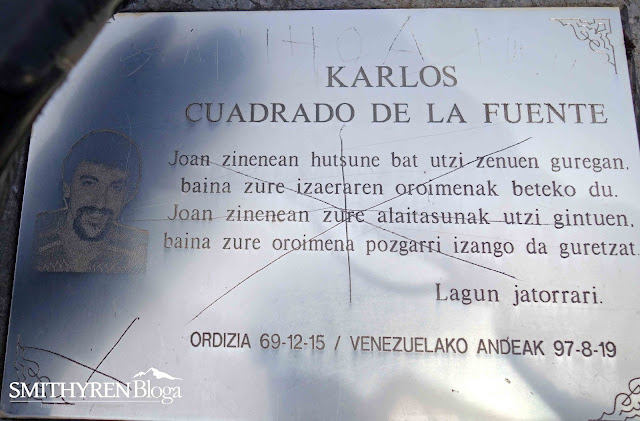 KARLOS
CUADRADO DE LA FUENTE
Joan zinenean hutsune bat utzi zenuen guregan,
baina zure izaeraren oroimenak beteko du.
Joan zinenean zure alaitasunak utzi gintuen,
baina zure oroimena pozgarri izango da guretzat.
Lagun jatorrari.
ORDIZIA 69-12-15 / VENEZUELAKO ANDEAK 97-8-19
SMITHYREN Bloga